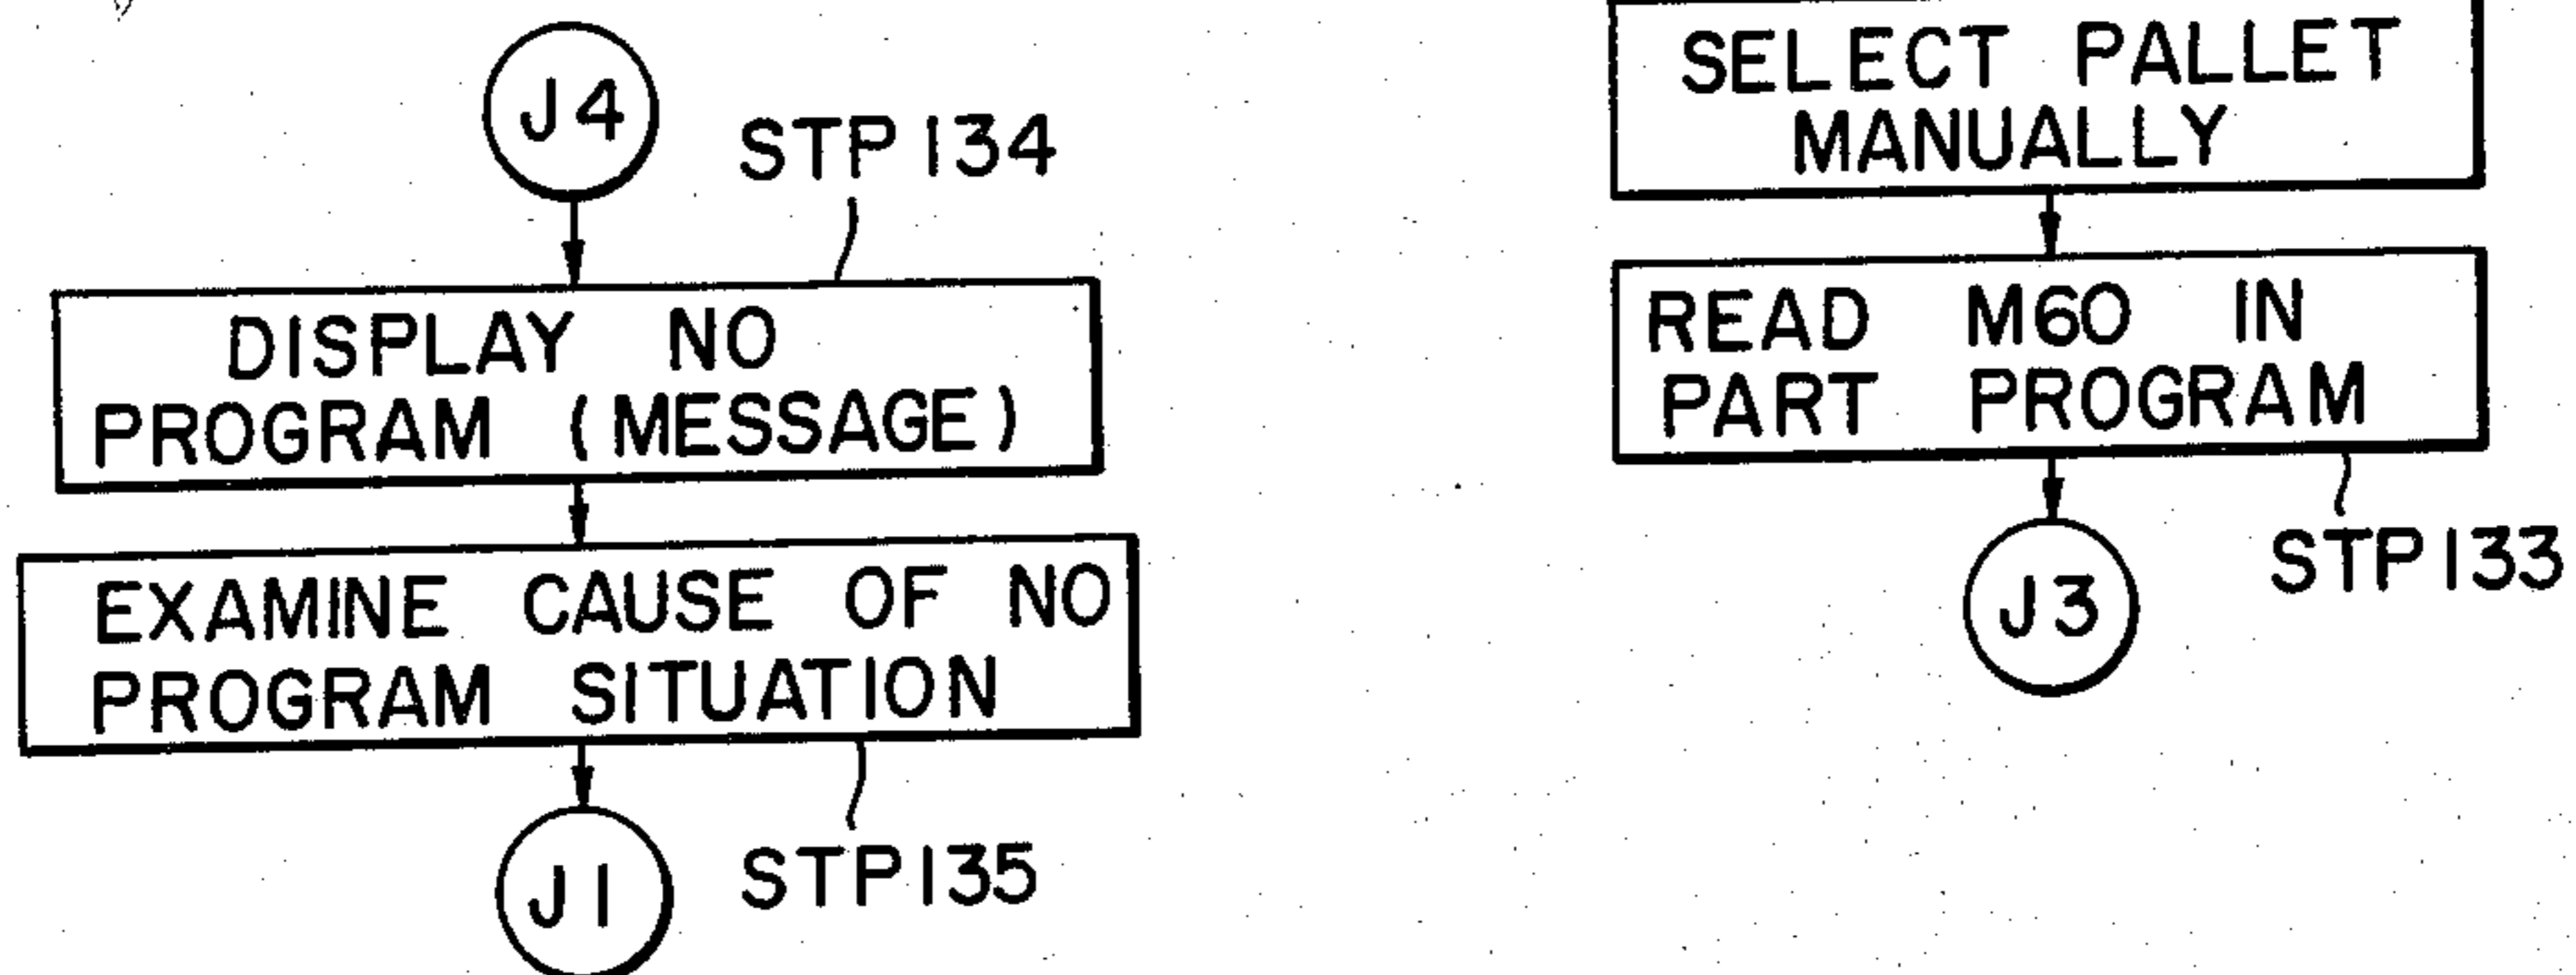 J4
STP134
DISPLAY NO
PROGRAM (MESSAGE)
EXAMINE CAUSE OF NO
PROGRAM SITUATION
STP135
J1
SELECT PALLET
MANUALLY
READ M60 IN
PART PROGRAM
STP133
J3